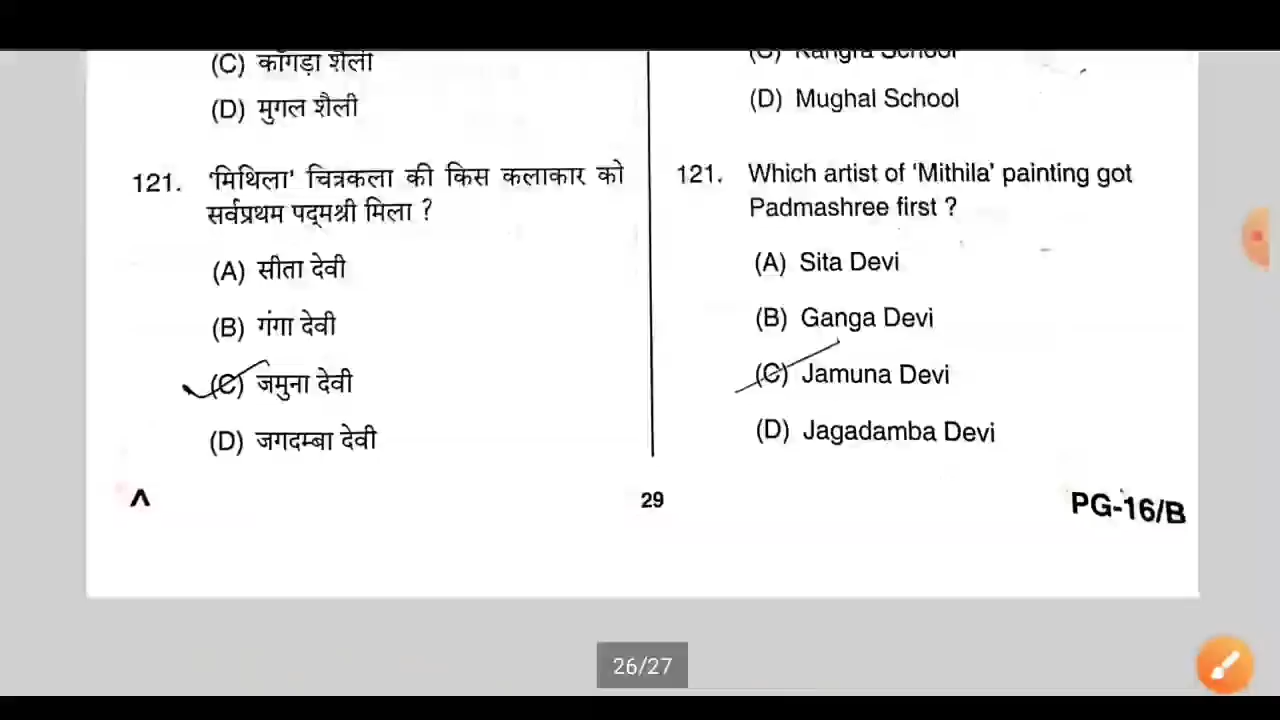 (C) काँगड़ा शैली
(D) मुगल शैली
121. 'मिथिला' चित्रकला की किस कलाकार को
सर्वप्रथम पद्मश्री मिला ?
(A) सीता देवी
(B) गंगा देवी
(C) जमुना देवी
(D) जगदम्बा देवी
(C) Kangra School
(D) Mughal School
121. Which artist of 'Mithila' painting got
Padmashree first ?
(A) Sita Devi
(B) Ganga Devi
(C) Jamuna Devi
(D) Jagadamba Devi
A
29
PG-16/B
26/27